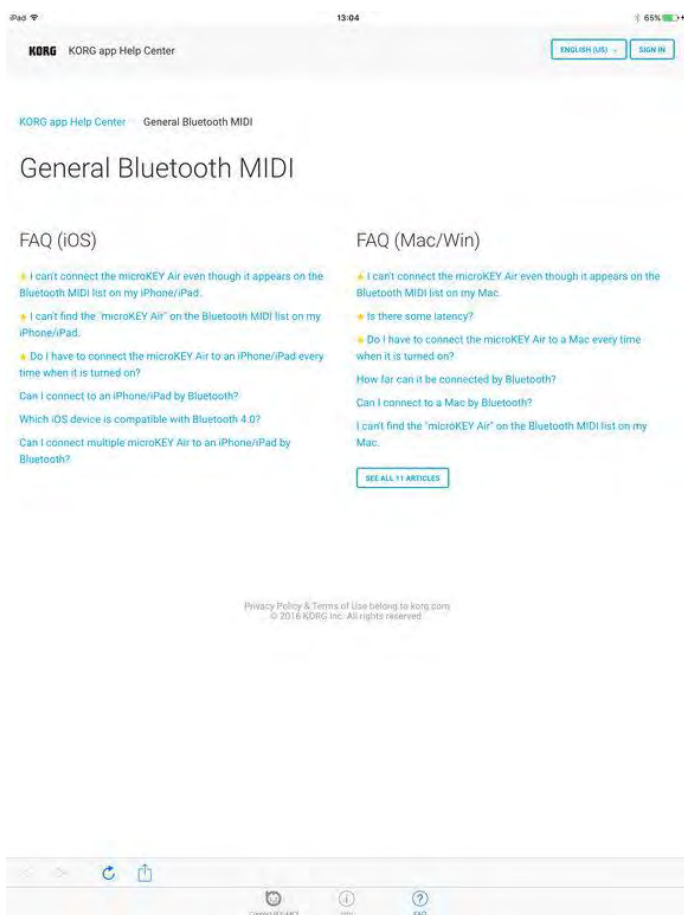 iPad
13:04
65%
KORG KORG app Help Center
ENGLISH (US)
SIGN IN
KORG app Help Center General Bluetooth MIDI
General Bluetooth MIDI
FAQ (iOS)
★ I can't connect the microKEY Air even though it appears on the
Bluetooth MIDI list on my iPhone/iPad.
★ I can't find the "microKEY Air" on the Bluetooth MIDI list on my
iPhone/iPad.
★ Do I have to connect the microKEY Air to an iPhone/iPad every
time when it is turned on?
Can I connect to an iPhone/iPad by Bluetooth?
Which iOS device is compatible with Bluetooth 4.0?
Can I connect multiple microKEY Air to an iPhone/iPad by
Bluetooth?
FAQ (Mac/Win)
★ I can't connect the microKEY Air even though it appears on the
Bluetooth MIDI list on my Mac.
★ Is there some latency?
★ Do I have to connect the microKEY Air to a Mac every time
when it is turned on?
How far can it be connected by Bluetooth?
Can I connect to a Mac by Bluetooth?
I can't find the "microKEY Air" on the Bluetooth MIDI list on my
Mac.
SEE ALL 11 ARTICLES
Privacy Policy & Terms of Use belong to korg.com
© 2016 KORG Inc. All rights reserved.
FAQ